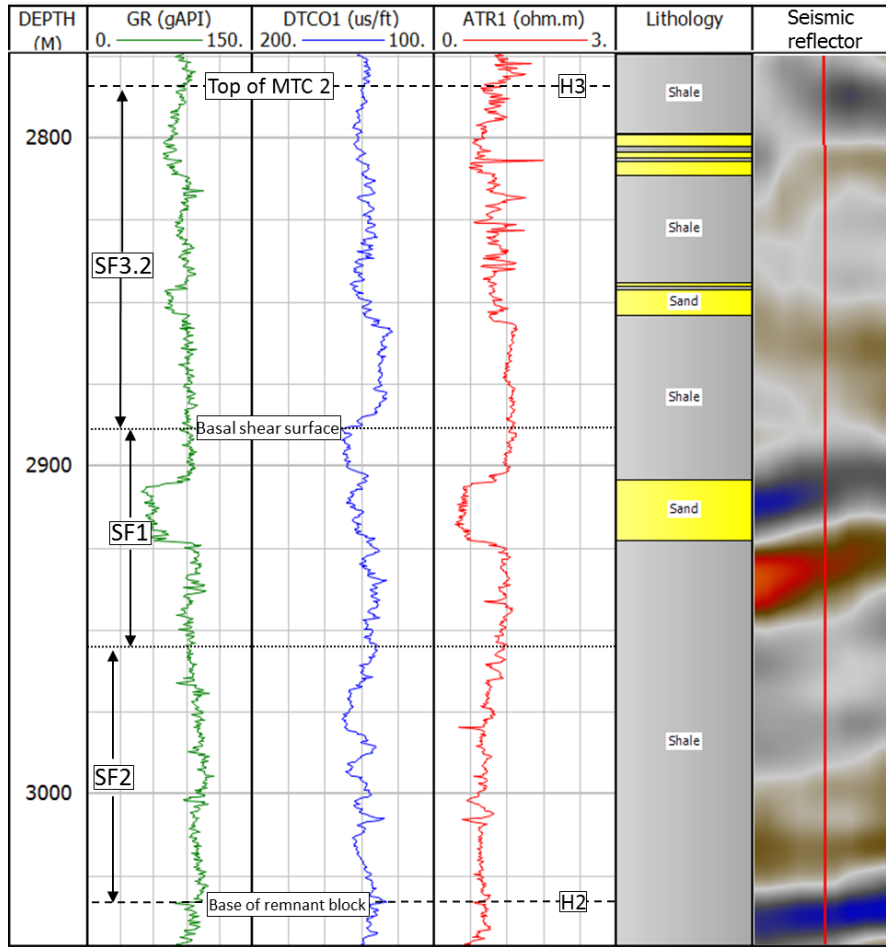 DEPTH
(M)
GR (gAPI)
0. 150.
DTCO1 (us/ft)
200. 100.
ATR1 (ohm.m)
0. 3.
Lithology
Seismic
reflector
Top of MTC 2
H3
Shale
2800
Shale
SF3.2
Sand
Shale
Basal shear surface
2900
Sand
SF1
Shale
SF2
3000
Base of remnant block
H2